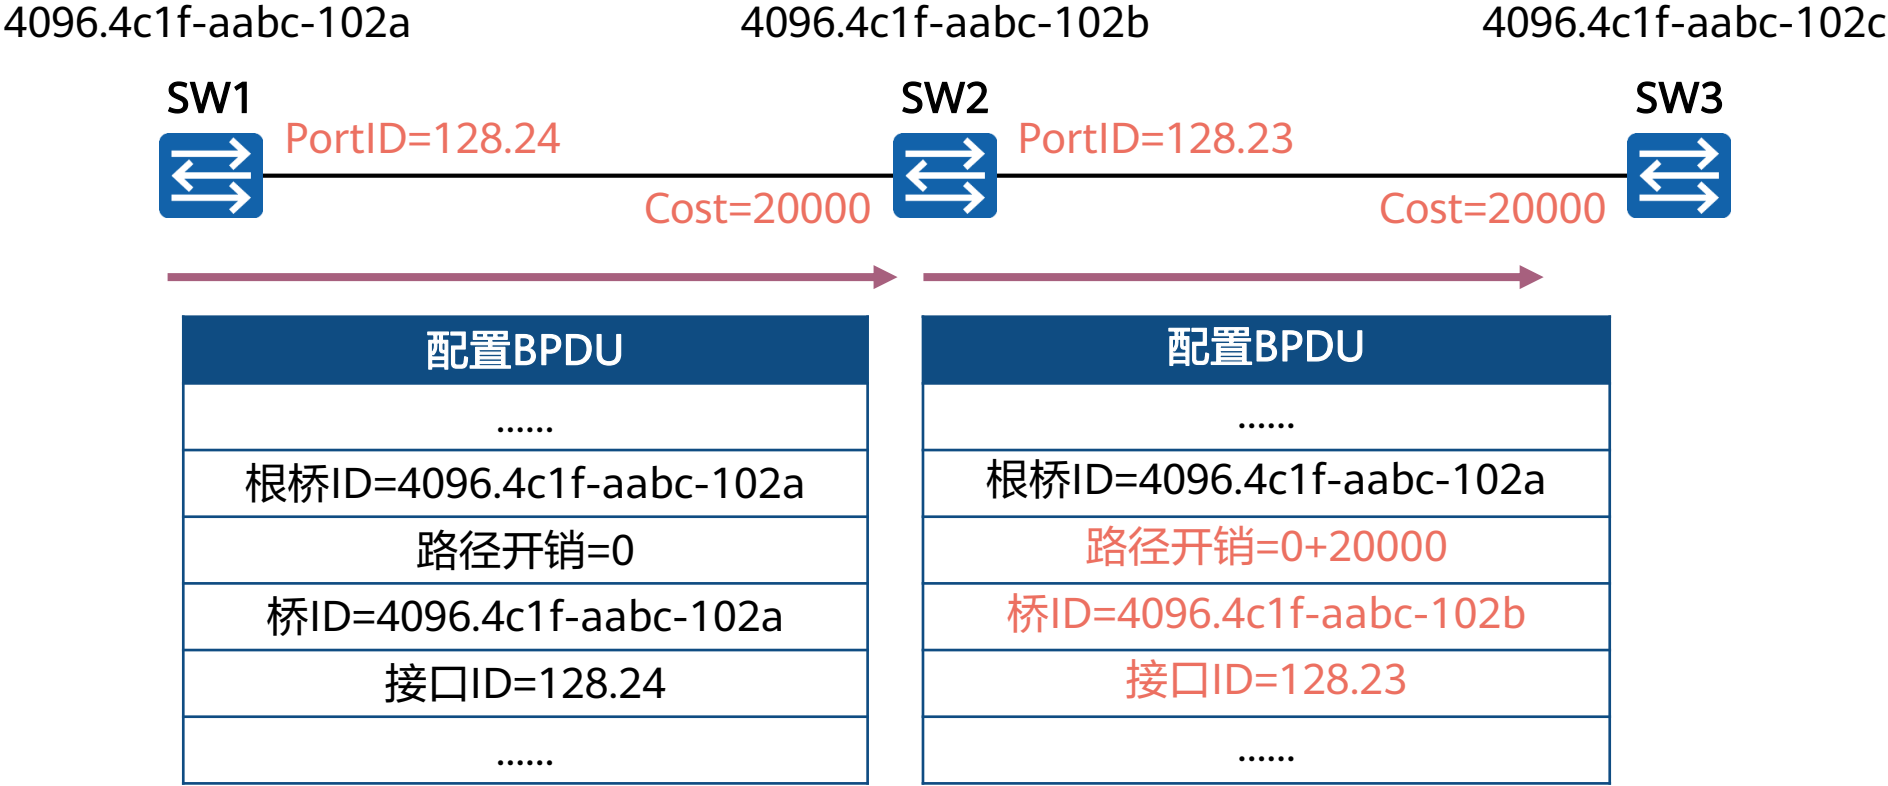 4096.4c1f-aabc-102a
4096.4c1f-aabc-102b
4096.4c1f-aabc-102c
SW1
SW2
SW3
PortID=128.24
PortID=128.23
Cost=20000
Cost=20000
配置BPDU
......
根桥ID=4096.4c1f-aabc-102a
路径开销=0
桥ID=4096.4c1f-aabc-102a
接口ID=128.24
......
配置BPDU
......
根桥ID=4096.4c1f-aabc-102a
路径开销=0+20000
桥ID=4096.4c1f-aabc-102b
接口ID=128.23
......